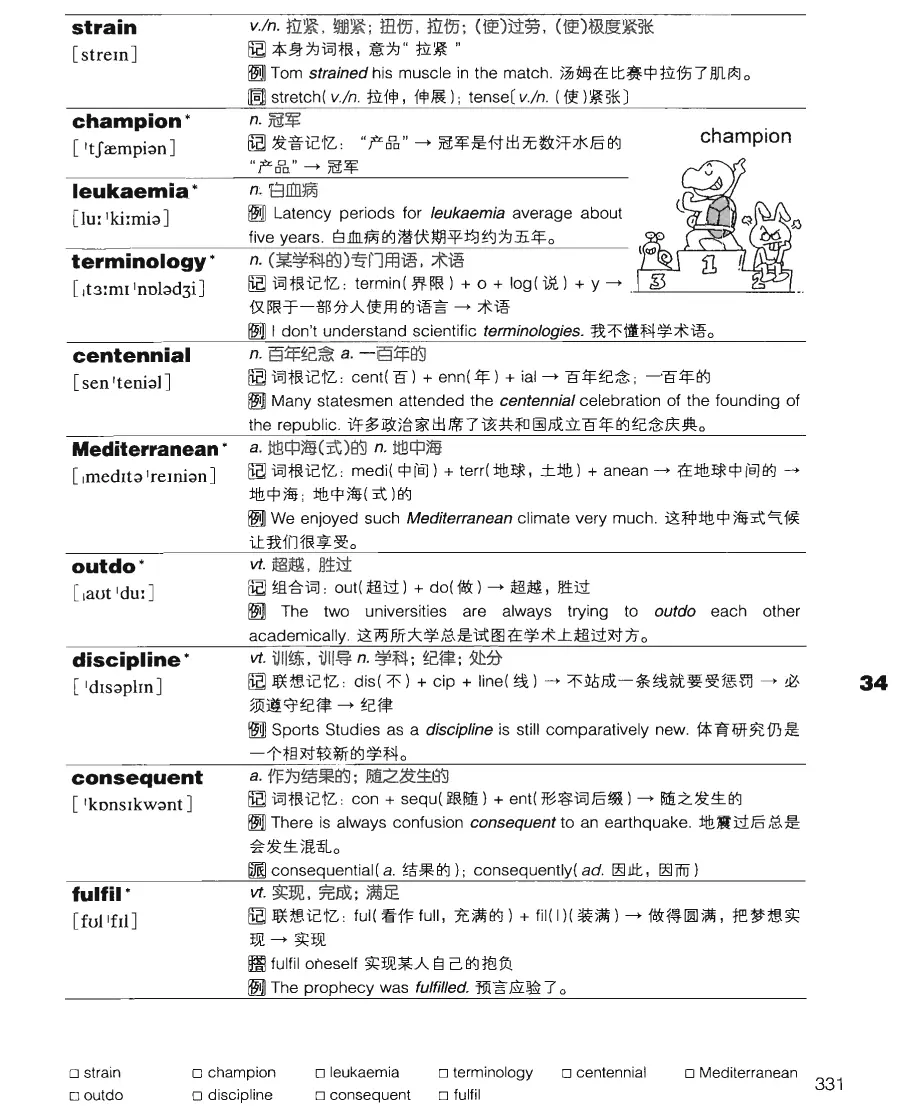 strain
v./n. 拉紧, 绷紧; 扭伤, 拉伤; (使)过劳, (使)极度紧张
[streɪn]
记 本身为词根, 意为“ 拉紧 ”
例 Tom strained his muscle in the match. 汤姆在比赛中拉伤了肌肉。
同 stretch( v./n. 拉伸, 伸展 ); tense[ v./n. ( 使 )紧张 ]
champion*
n. 冠军
[ˈtʃæmpiən]
记 发音记忆: “产品” → 冠军是付出无数汗水后的
“产品” → 冠军
champion
leukaemia*
n. 白血病
[luːˈkiːmiə]
例 Latency periods for leukaemia average about
five years. 白血病的潜伏期平均约为五年。
3 1 2
terminology*
n. (某学科的)专门用语, 术语
[ˌtɜːmɪˈnɒlədʒi]
记 词根记忆: termin( 界限 ) + o + log( 说 ) + y →
仅限于一部分人使用的语言 → 术语
例 I don't understand scientific terminologies. 我不懂科学术语。
centennial
n. 百年纪念 a. 一百年的
[senˈteniəl]
记 词根记忆: cent( 百 ) + enn( 年 ) + ial → 百年纪念; 一百年的
例 Many statesmen attended the centennial celebration of the founding of
the republic. 许多政治家出席了该共和国成立百年的纪念庆典。
Mediterranean*
a. 地中海(式)的 n. 地中海
[ˌmedɪtəˈreɪniən]
记 词根记忆: medi( 中间 ) + terr( 地球, 土地 ) + anean → 在地球中间的 →
地中海; 地中海( 式 )的
例 We enjoyed such Mediterranean climate very much. 这种地中海式气候
让我们很享受。
outdo*
vt. 超越, 胜过
[ˌaʊtˈduː]
记 组合词: out( 超过 ) + do( 做 ) → 超越, 胜过
例 The two universities are always trying to outdo each other
academically. 这两所大学总是试图在学术上超过对方。
discipline*
vt. 训练, 训导 n. 学科; 纪律; 处分
[ˈdɪsəplɪn]
记 联想记忆: dis( 不 ) + cip + line( 线 ) → 不站成一条线就要受惩罚 → 必
须遵守纪律 → 纪律
例 Sports Studies as a discipline is still comparatively new. 体育研究仍是
一个相对较新的学科。
34
consequent
a. 作为结果的; 随之发生的
[ˈkɒnsɪkwənt]
记 词根记忆: con + sequ( 跟随 ) + ent( 形容词后缀 ) → 随之发生的
例 There is always confusion consequent to an earthquake. 地震过后总是
会发生混乱。
派 consequential( a. 结果的 ); consequently( ad. 因此, 因而 )
fulfil*
vt. 实现, 完成; 满足
[fʊlˈfɪl]
记 联想记忆: ful( 看作 full, 充满的 ) + fil( l )( 装满 ) → 做得圆满, 把梦想实
现 → 实现
搭 fulfil oneself 实现某人自己的抱负
例 The prophecy was fulfilled. 预言应验了。
□ strain □ champion □ leukaemia □ terminology □ centennial □ Mediterranean
□ outdo □ discipline □ consequent □ fulfil
331